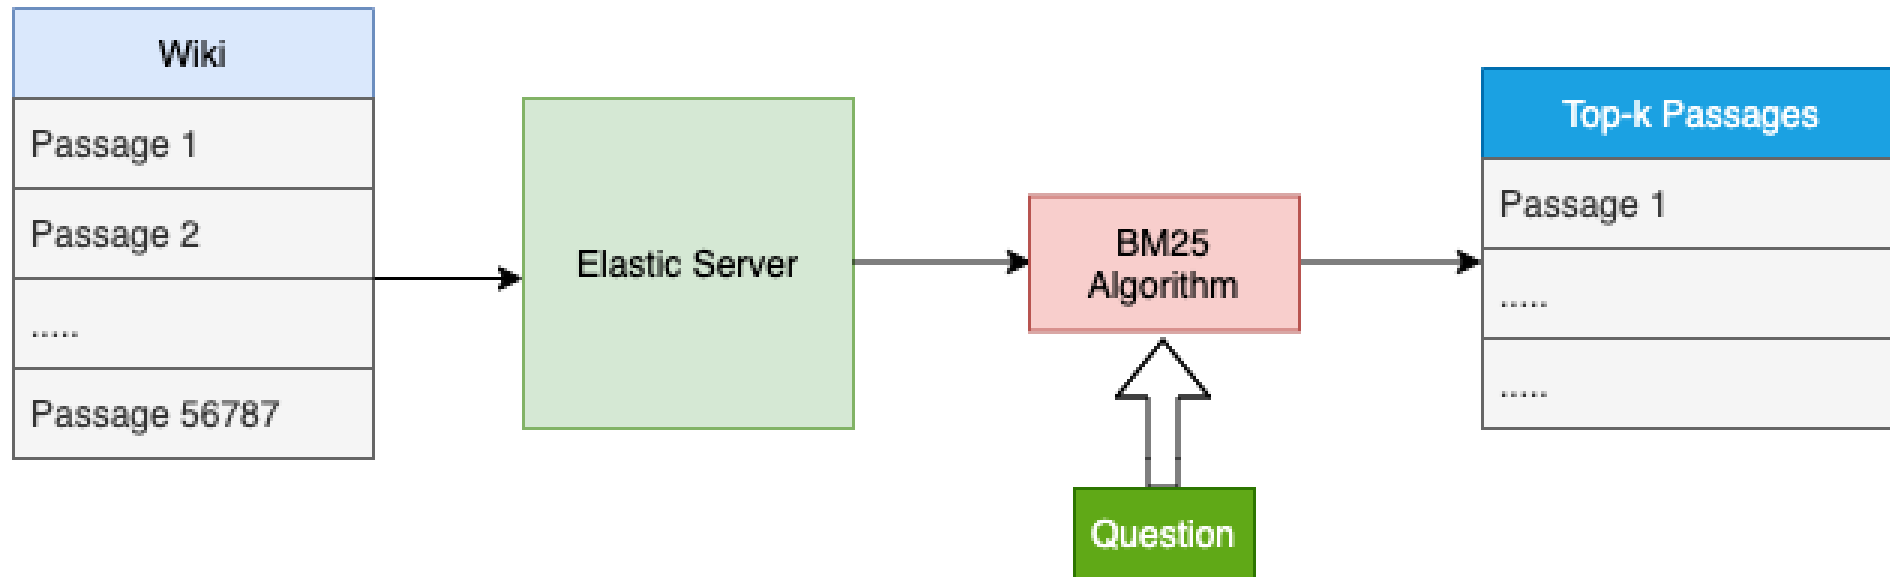 Wiki
Passage 1
Passage 2
.....
Passage 56787
Elastic Server
BM25
Algorithm
Question
Top-k Passages
Passage 1
.....
.....